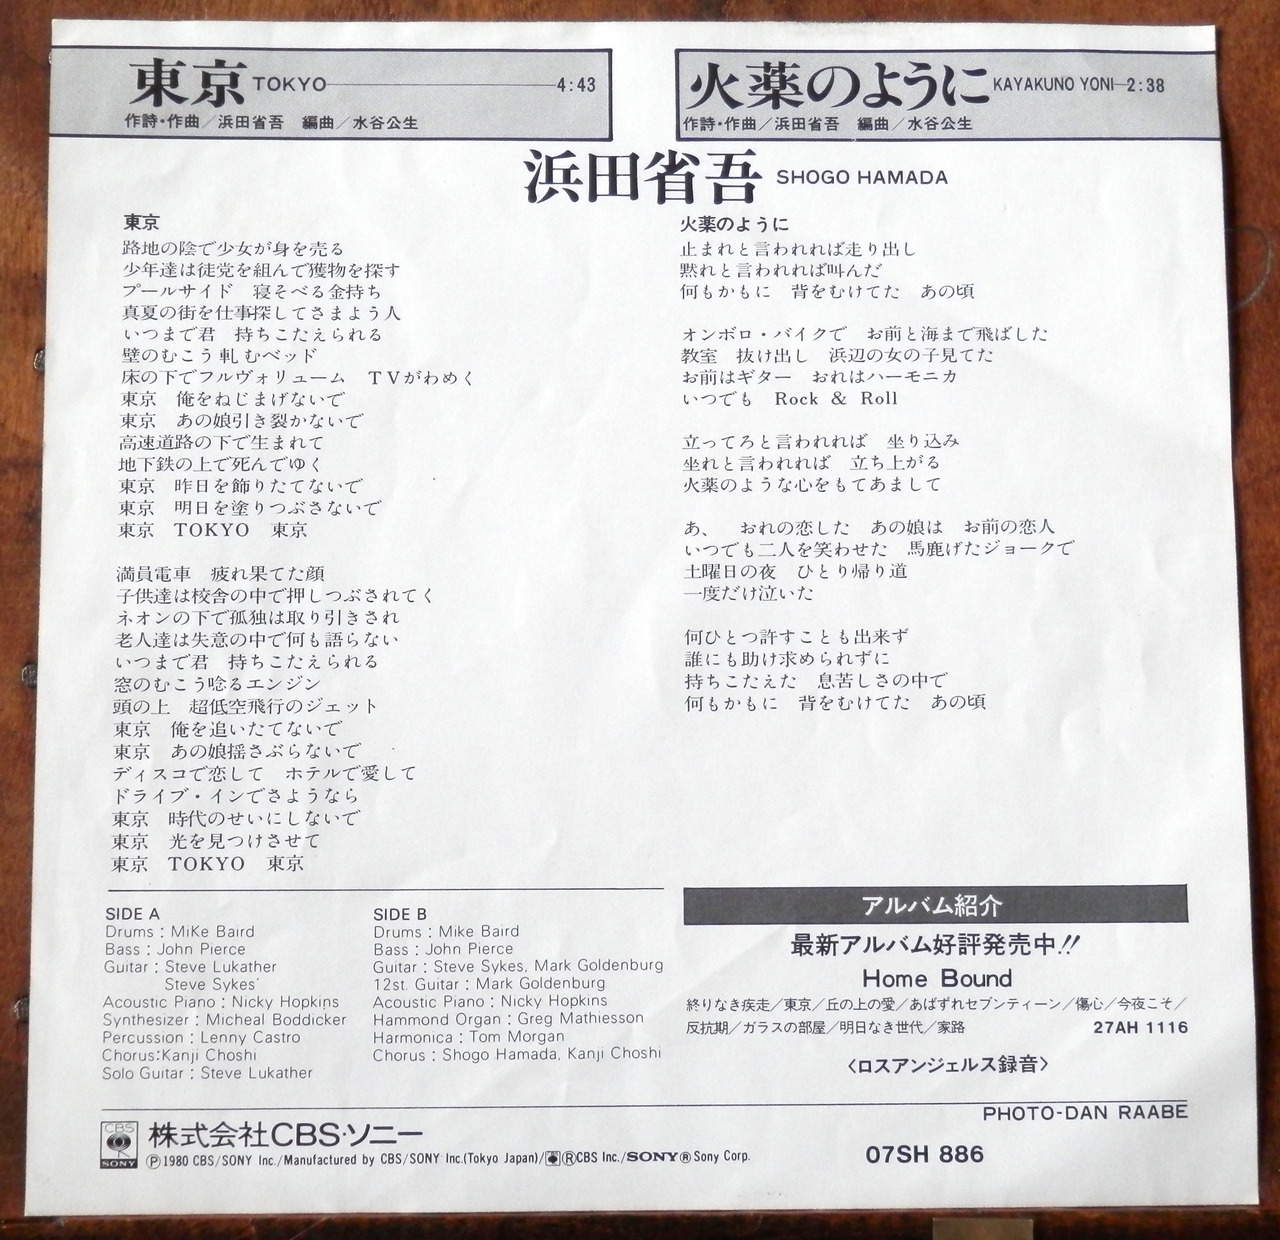 東京 TOKYO 4:43
作詩・作曲／浜田省吾　編曲／水谷公生
火薬のように KAYAKUNO YONI 2:38
作詩・作曲／浜田省吾　編曲／水谷公生
浜田省吾 SHOGO HAMADA
東京
路地の陰で少女が身を売る
少年達は徒党を組んで獲物を探す
プールサイド　寝そべる金持ち
真夏の街を仕事探してさまよう人
いつまで君　持ちこたえられる
壁のむこう軋むベッド
床の下でフルヴォリューム　ＴＶがわめく
東京　俺をねじまげないで
東京　あの娘引き裂かないで
高速道路の下で生まれて
地下鉄の上で死んでゆく
東京　昨日を飾りたてないで
東京　明日を塗りつぶさないで
東京　TOKYO　東京
満員電車　疲れ果てた顔
子供達は校舎の中で押しつぶされてく
ネオンの下で孤独は取り引きされ
老人達は失意の中で何も語らない
いつまで君　持ちこたえられる
窓のむこう唸るエンジン
頭の上　超低空飛行のジェット
東京　俺を追いたてないで
東京　あの娘揺さぶらないで
ディスコで恋して　ホテルで愛して
ドライブ・インでさようなら
東京　時代のせいにしないで
東京　光を見つけさせて
東京　TOKYO　東京
火薬のように
止まれと言われれば走り出し
黙れと言われれば叫んだ
何もかもに　背をむけてた　あの頃
オンボロ・バイクで　お前と海まで飛ばした
教室　抜け出し　浜辺の女の子見てた
お前はギター　おれはハーモニカ
いつでも　Rock & Roll
立ってろと言われれば　坐り込み
坐れと言われれば　立ち上がる
火薬のような心をもてあまして
あゝ　おれの恋した　あの娘は　お前の恋人
いつでも二人を笑わせた　馬鹿げたジョークで
土曜日の夜　ひとり帰り道
一度だけ泣いた
何ひとつ許すことも出来ず
誰にも助け求められずに
持ちこたえた　息苦しさの中で
何もかもに　背をむけてた　あの頃
SIDE A
Drums : MiKe Baird
Bass : John Pierce
Guitar : Steve Lukather
Steve Sykes
Acoustic Piano : Nicky Hopkins
Synthesizer : Micheal Boddicker
Percussion : Lenny Castro
Chorus:Kanji Choshi
Solo Guitar : Steve Lukather
SIDE B
Drums : Mike Baird
Bass : John Pierce
Guitar : Steve Sykes, Mark Goldenburg
12st. Guitar : Mark Goldenburg
Acoustic Piano : Nicky Hopkins
Hammond Organ : Greg Mathiesson
Harmonica : Tom Morgan
Chorus : Shogo Hamada, Kanji Choshi
アルバム紹介
最新アルバム好評発売中!!
Home Bound
終りなき疾走／東京／丘の上の愛／あばずれセブンティーン／傷心／今夜こそ／
反抗期／ガラスの部屋／明日なき世代／家路 27AH 1116
〈ロスアンジェルス録音〉
PHOTO-DAN RAABE
CBS SONY 株式会社CBS・ソニー
Ⓟ1980 CBS/SONY Inc./Manufactured by CBS/SONY Inc.(Tokyo Japan)/®CBS Inc./SONY® Sony Corp.
07SH 886